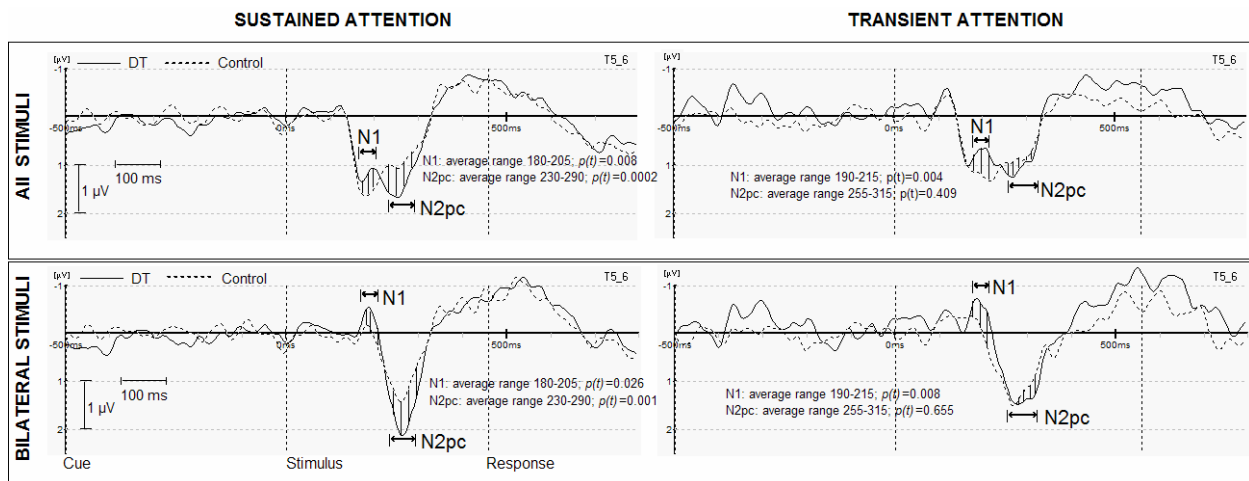 SUSTAINED ATTENTION
TRANSIENT ATTENTION
All STIMULI
[µV]
DT
Control
T5_6
-1
-500ms
0ms
500ms
1
1 µV
2
100 ms
N1
N1: average range 180-205; p(t)=0.008
N2pc: average range 230-290; p(t)=0.0002
N2pc
[µV]
T5_6
-1
-500ms
0ms
500ms
1
2
N1
N1: average range 190-215; p(t)=0.004
N2pc: average range 255-315; p(t)=0.409
N2pc
BILATERAL STIMULI
[µV]
DT
Control
T5_6
-1
-500ms
0ms
500ms
1
1 µV
2
100 ms
N1
N1: average range 180-205; p(t)=0.026
N2pc: average range 230-290; p(t)=0.001
N2pc
Cue
Stimulus
Response
[µV]
T5_6
-1
-500ms
0ms
500ms
1
2
N1
N1: average range 190-215; p(t)=0.008
N2pc: average range 255-315; p(t)=0.655
N2pc